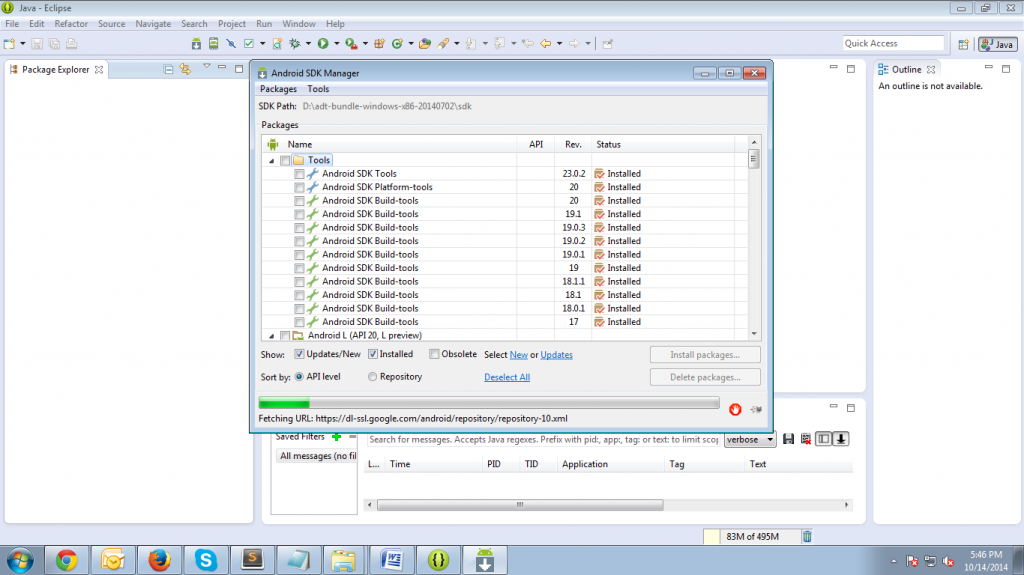 Java - Eclipse
File Edit Refactor Source Navigate Search Project Run Window Help
Quick Access
Java
Package Explorer
Outline
An outline is not available.
Android SDK Manager
Packages Tools
SDK Path: D:\adt-bundle-windows-x86-20140702\sdk
Packages
Name API Rev. Status
Tools
Android SDK Tools 23.0.2 Installed
Android SDK Platform-tools 20 Installed
Android SDK Build-tools 20 Installed
Android SDK Build-tools 19.1 Installed
Android SDK Build-tools 19.0.3 Installed
Android SDK Build-tools 19.0.2 Installed
Android SDK Build-tools 19.0.1 Installed
Android SDK Build-tools 19 Installed
Android SDK Build-tools 18.1.1 Installed
Android SDK Build-tools 18.1 Installed
Android SDK Build-tools 18.0.1 Installed
Android SDK Build-tools 17 Installed
Android L (API 20, L preview)
Show: Updates/New Installed Obsolete Select New or Updates Install packages...
Sort by: API level Repository Deselect All Delete packages...
Fetching URL: https://dl-ssl.google.com/android/repository/repository-10.xml
Saved Filters
Search for messages. Accepts Java regexes. Prefix with pid:, app:, tag: or text: to limit scop verbose
All messages (no fil
L... Time PID TID Application Tag Text
83M of 495M
5:46 PM
10/14/2014